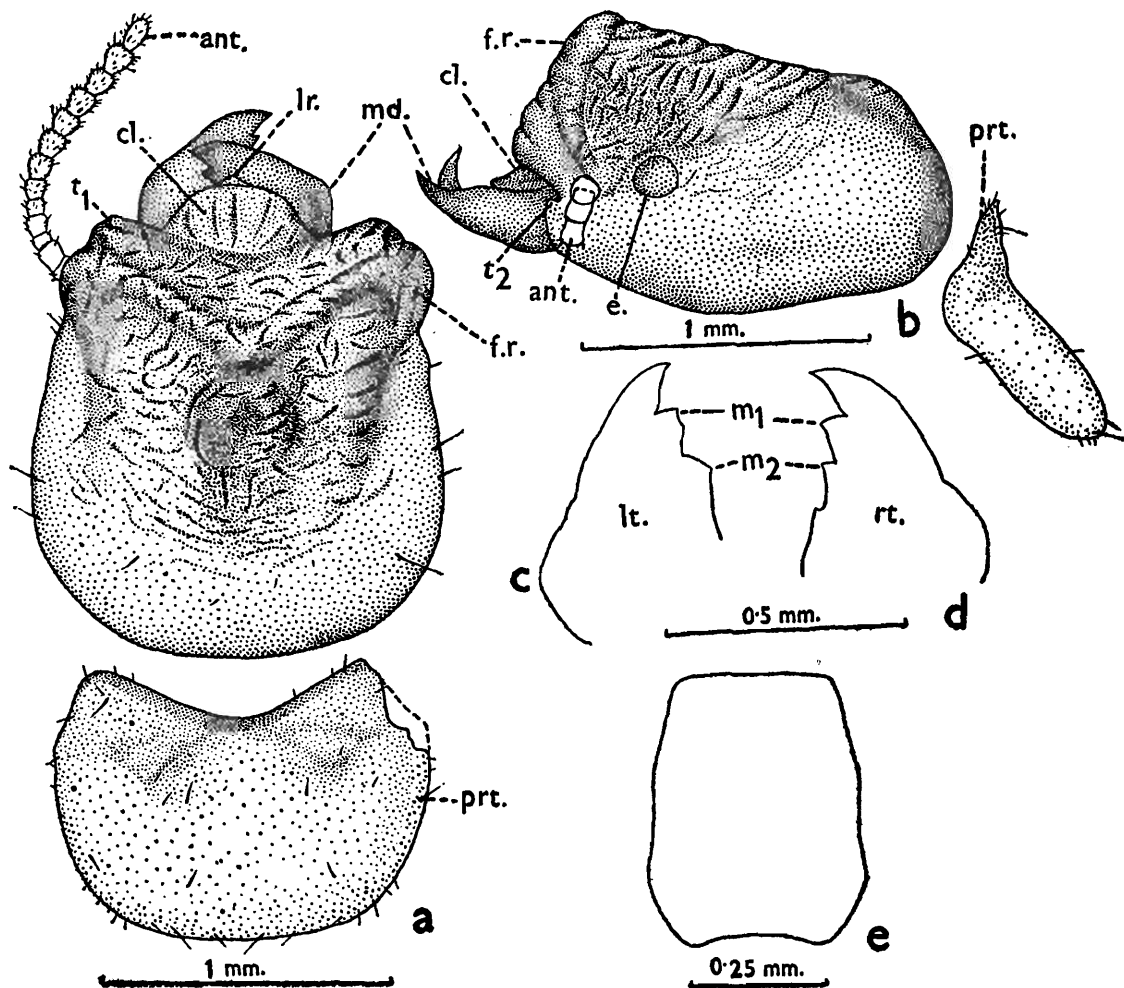 ant.
f.r.
cl.
lr.
md.
cl.
prt.
t1
t2
ant.
e.
f.r.
1 mm.
b
m1
m2
lt.
rt.
c
0·5 mm.
d
prt.
a
e
1 mm.
0·25 mm.